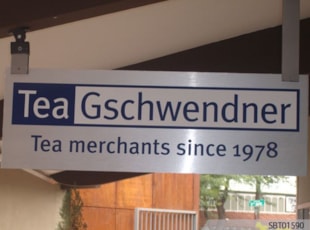 Tea Gschwendner
Tea merchants since 1978
SBT01590